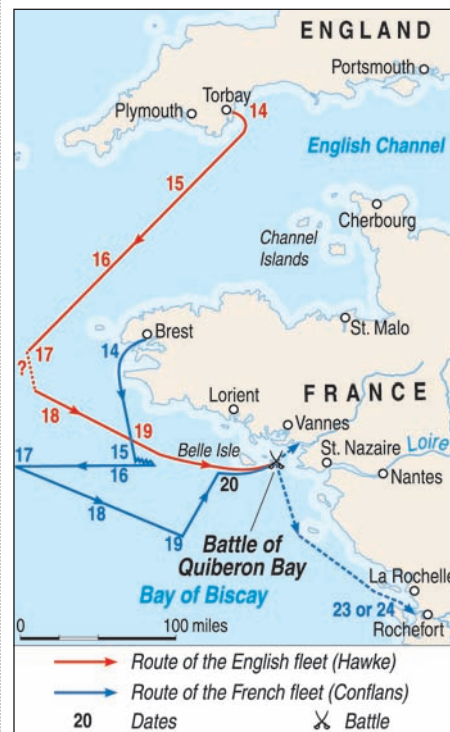 ENGLAND
Portsmouth
Torbay
Plymouth
14
English Channel
15
Cherbourg
16
Channel
Islands
Brest
St. Malo
14
17
?
FRANCE
Lorient
18
19
Vannes
Belle Isle
Loire
15
St. Nazaire
17
16
20
Nantes
18
19
Battle of
Quiberon Bay
Bay of Biscay
La Rochelle
23 or 24
Rochefort
0
100 miles
Route of the English fleet (Hawke)
Route of the French fleet (Conflans)
20 Dates
Battle